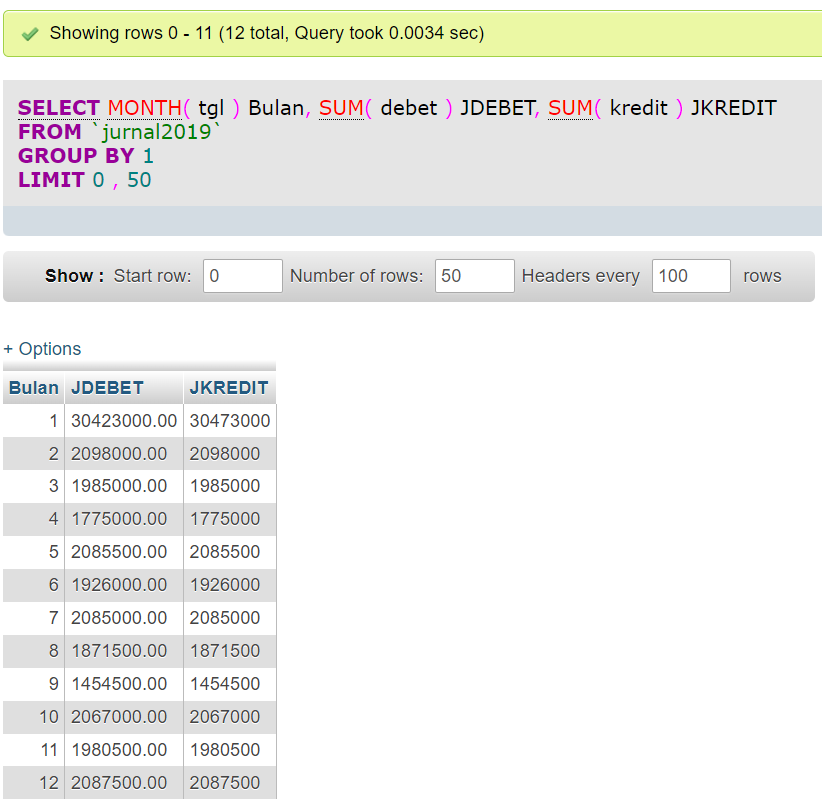 Showing rows 0 - 11 (12 total, Query took 0.0034 sec)
SELECT MONTH( tgl ) Bulan, SUM( debet ) JDEBET, SUM( kredit ) JKREDIT
FROM `jurnal2019`
GROUP BY 1
LIMIT 0 , 50
Show : Start row: 0 Number of rows: 50 Headers every 100 rows
+ Options
Bulan JDEBET JKREDIT
1 30423000.00 30473000
2 2098000.00 2098000
3 1985000.00 1985000
4 1775000.00 1775000
5 2085500.00 2085500
6 1926000.00 1926000
7 2085000.00 2085000
8 1871500.00 1871500
9 1454500.00 1454500
10 2067000.00 2067000
11 1980500.00 1980500
12 2087500.00 2087500